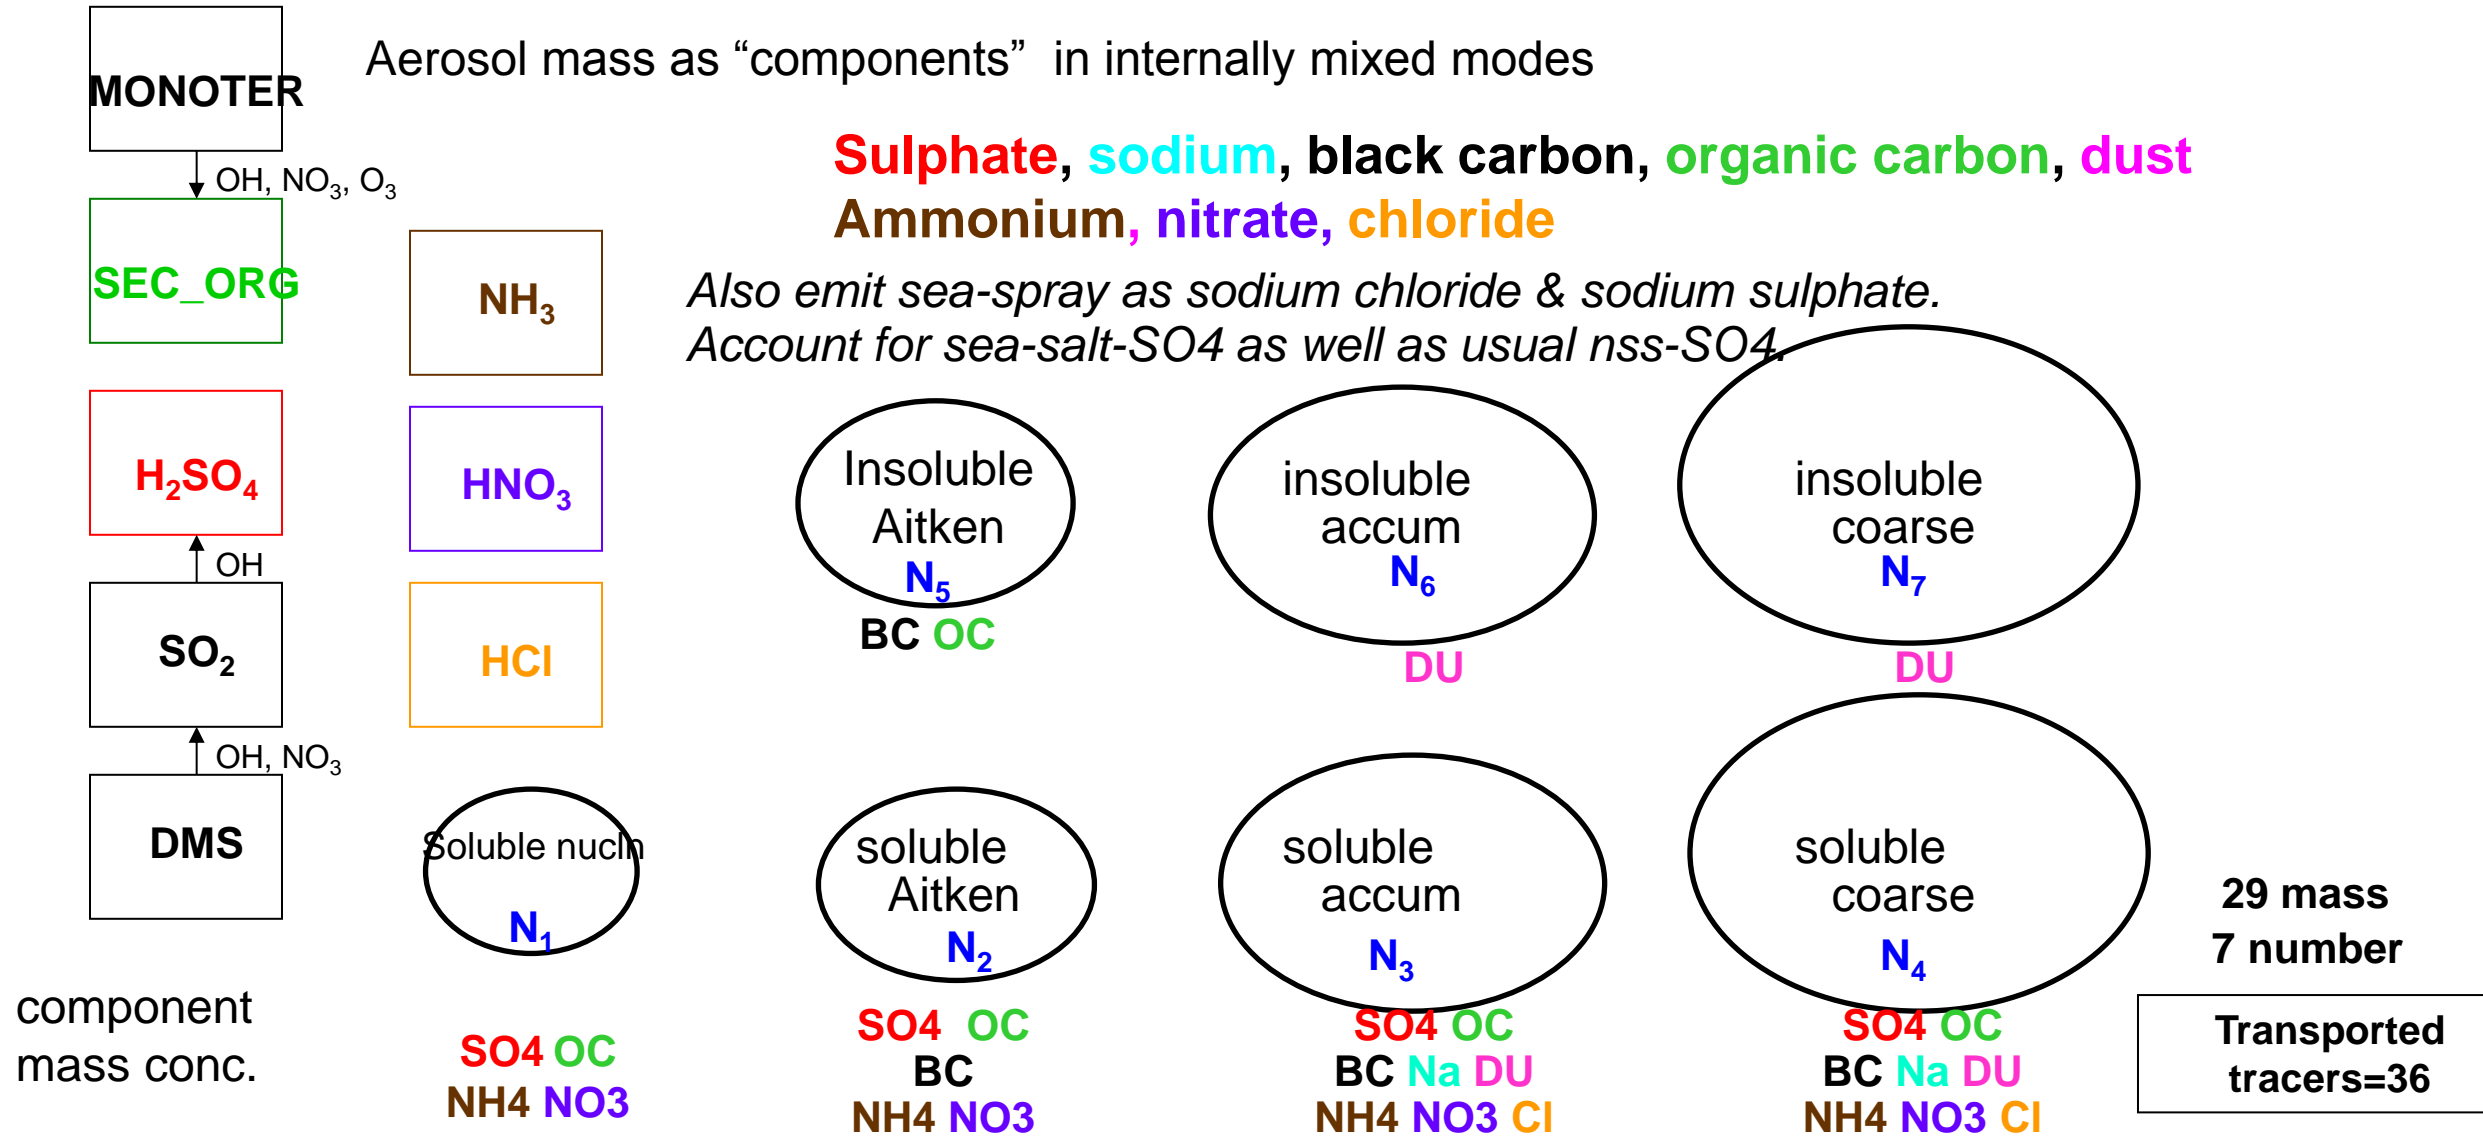 Aerosol mass as “components”  in internally mixed modes
MONOTER
OH, NO₃, O₃
SEC_ORG
H₂SO₄
OH
SO₂
OH, NO₃
DMS
NH₃
HNO₃
HCl
Sulphate, sodium, black carbon, organic carbon, dust
Ammonium, nitrate, chloride
Also emit sea-spray as sodium chloride & sodium sulphate.
Account for sea-salt-SO4 as well as usual nss-SO4.
Insoluble
Aitken
N₅
BC OC
insoluble
accum
N₆
DU
insoluble
coarse
N₇
DU
Soluble nucln
N₁
SO4 OC
NH4 NO3
soluble
Aitken
N₂
SO4 OC
BC
NH4 NO3
soluble
accum
N₃
SO4 OC
BC Na DU
NH4 NO3 Cl
soluble
coarse
N₄
SO4 OC
BC Na DU
NH4 NO3 Cl
component
mass conc.
29 mass
7 number
Transported
tracers=36